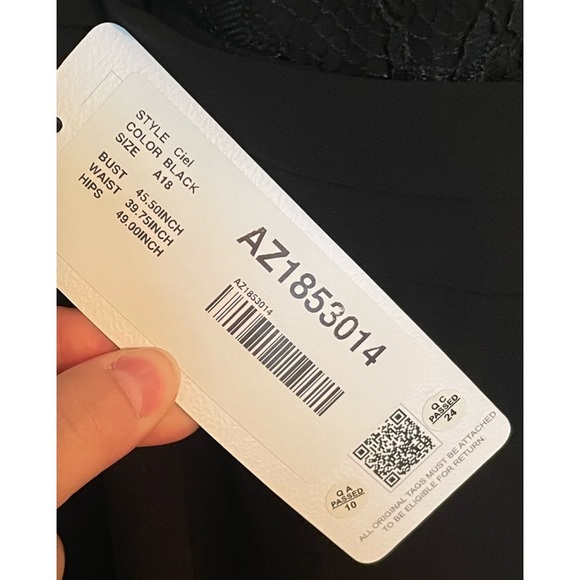 STYLE Ciel
COLOR BLACK
SIZE A18
BUST 45.50INCH
WAIST 39.75INCH
HIPS 49.00INCH
AZ1853014
AZ1853014
Q A
PASSED
10
Q C
PASSED
24
ALL ORIGINAL TAGS MUST BE ATTACHED
TO BE ELIGIBLE FOR RETURN.